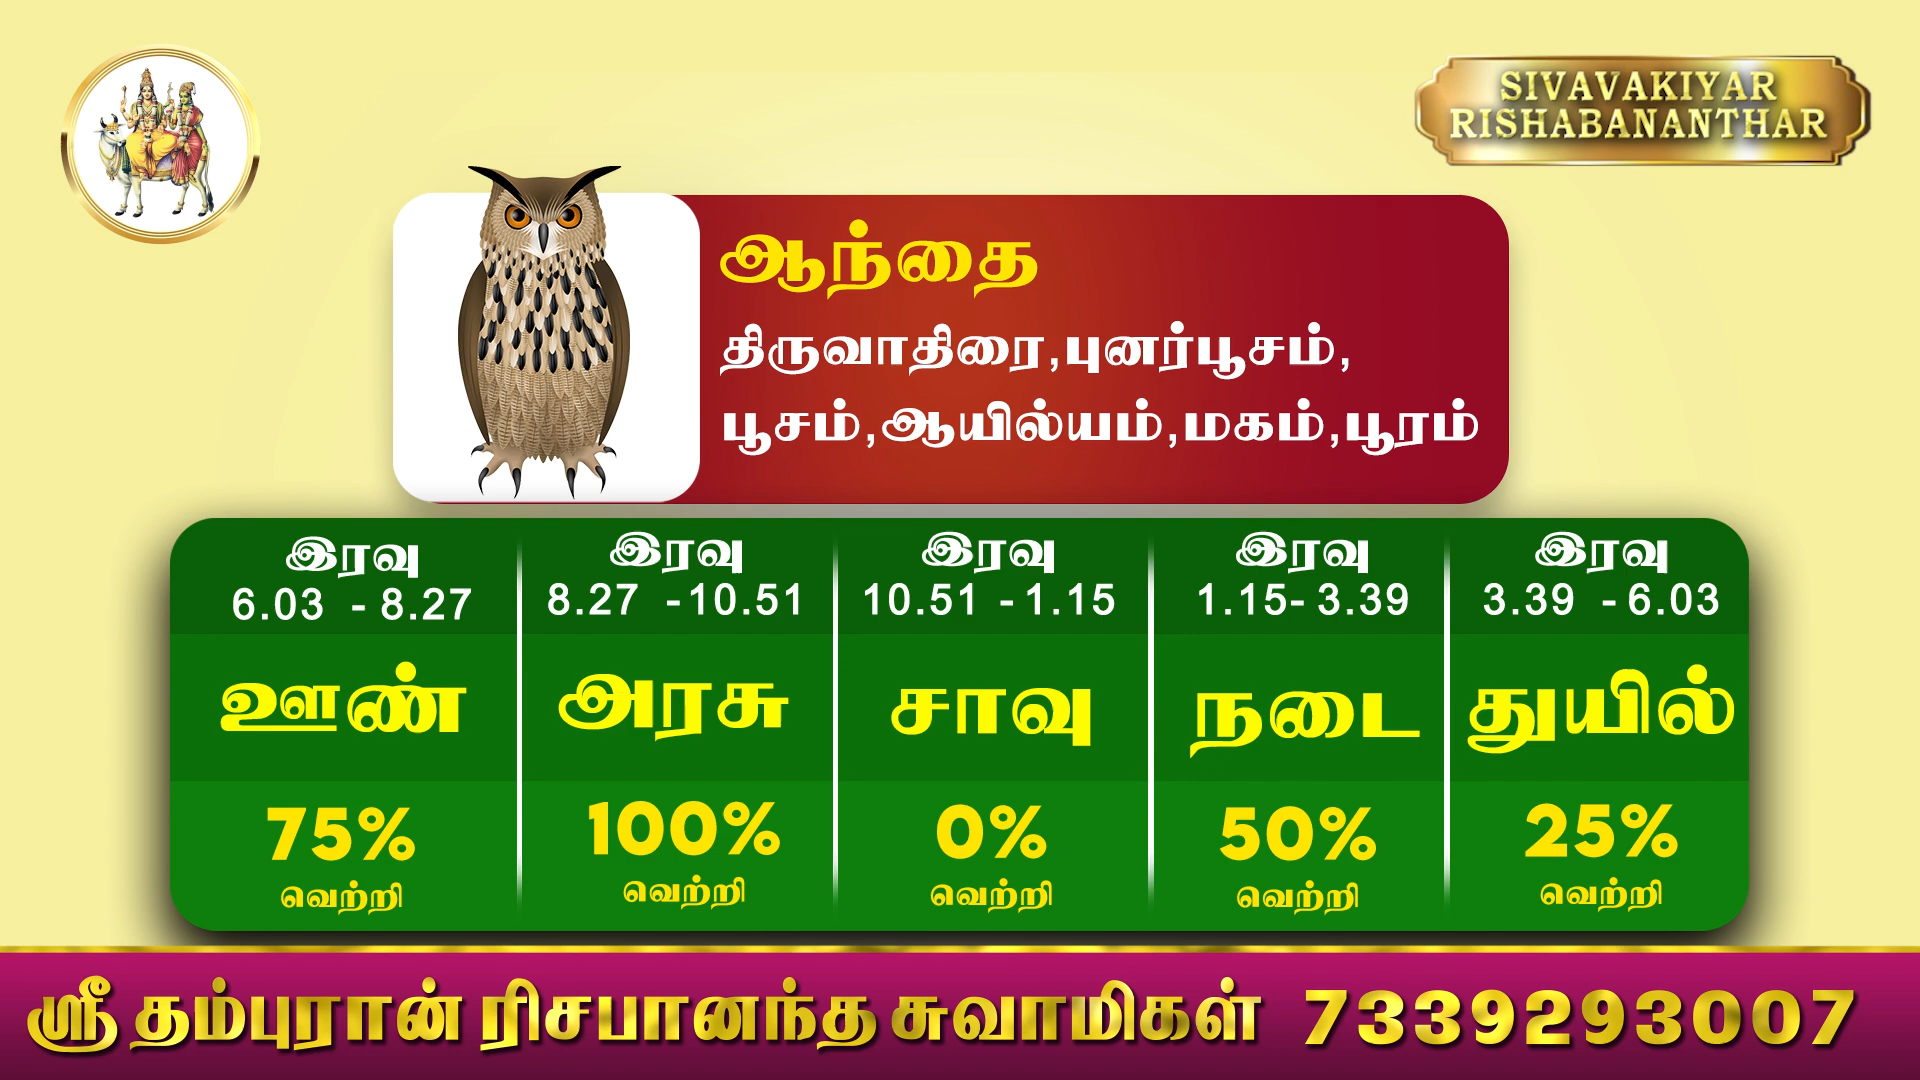 SIVAVAKIYAR
RISHABANANTHAR
ஆந்தை
திருவாதிரை,புனர்பூசம்,
பூசம்,ஆயில்யம்,மகம்,பூரம்
இரவு இரவு இரவு இரவு இரவு
6.03 - 8.27 8.27 -10.51 10.51 -1.15 1.15- 3.39 3.39 - 6.03
ஊண் அரசு சாவு நடை துயில்
75% 100% 0% 50% 25%
வெற்றி வெற்றி வெற்றி வெற்றி வெற்றி
ஸ்ரீ தம்புரான் ரிசபானந்த சுவாமிகள் 7339293007